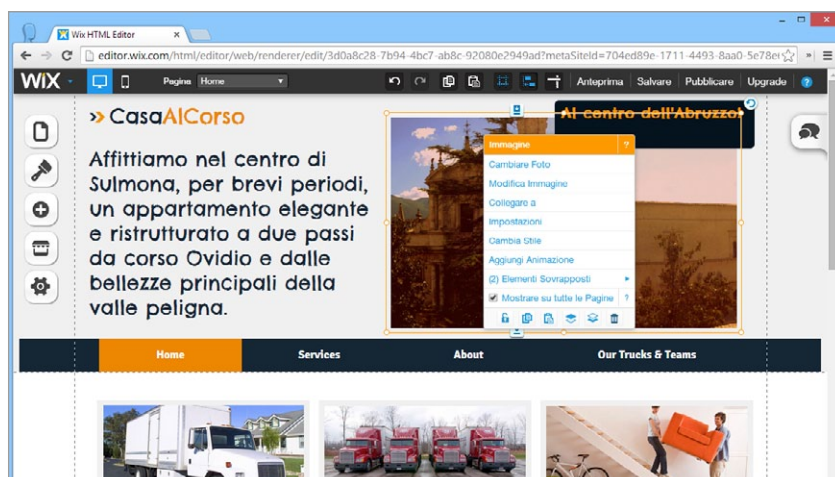 Wix HTML Editor
editor.wix.com/html/editor/web/renderer/edit/3d0a8c28-7b94-4bc7-ab8c-92080e2949ad?metaSiteId=704ed89e-1711-4493-8aa0-5e78e
WiX
Pagina Home
Anteprima Salvare Pubblicare Upgrade ?
›› CasaAlCorso
Al centro dell'Abruzzo!
Affittiamo nel centro di
Sulmona, per brevi periodi,
un appartamento elegante
e ristrutturato a due passi
da corso Ovidio e dalle
bellezze principali della
valle peligna.
Immagine ?
Cambiare Foto
Modifica Immagine
Collegare a
Impostazioni
Cambia Stile
Aggiungi Animazione
(2) Elementi Sovrapposti
Mostrare su tutte le Pagine ?
Home Services About Our Trucks & Teams